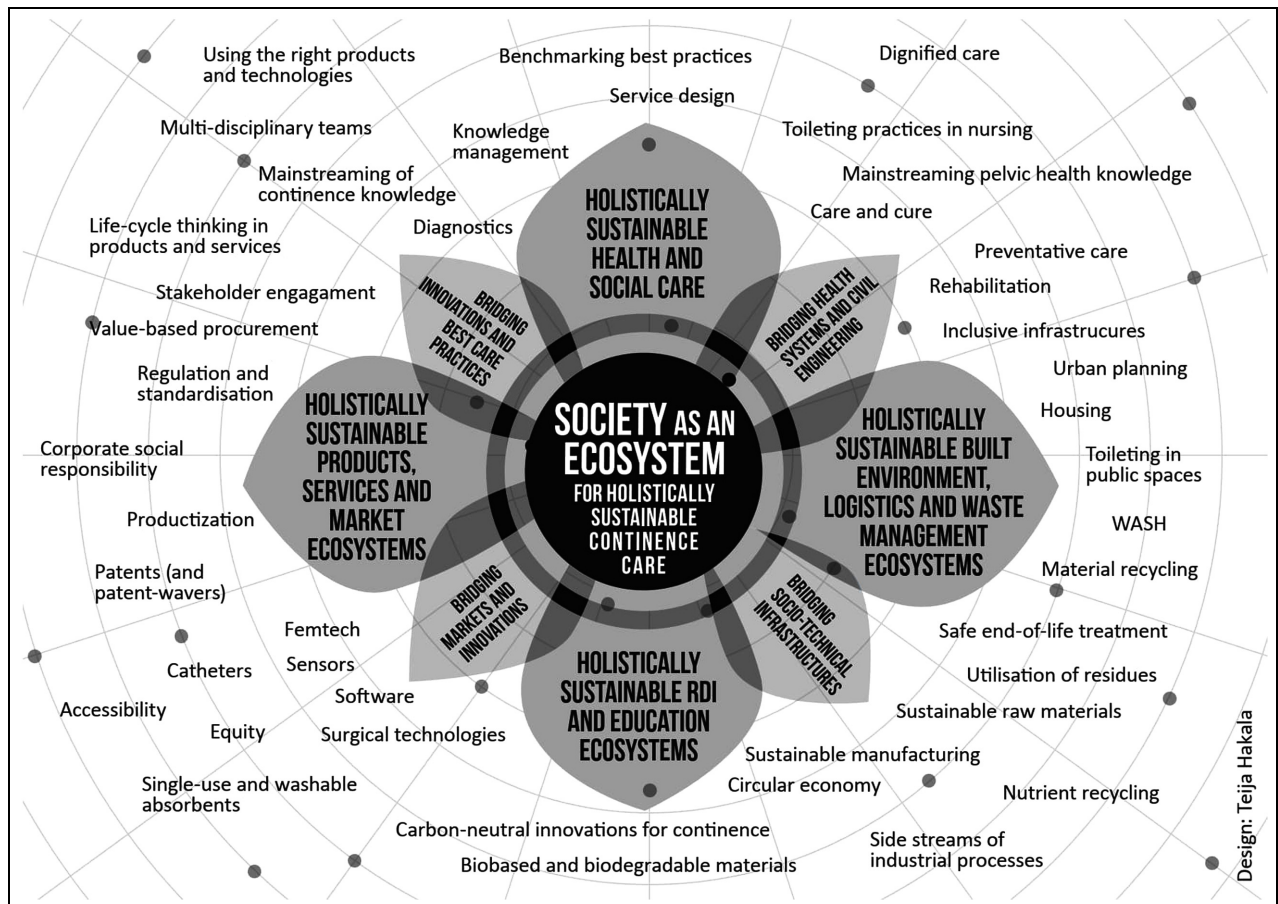 Using the right products
and technologies
Benchmarking best practices
Dignified care
Service design
Multi-disciplinary teams
Knowledge
management
Toileting practices in nursing
Mainstreaming of
continence knowledge
Mainstreaming pelvic health knowledge
Life-cycle thinking in
products and services
Diagnostics
Care and cure
HOLISTICALLY
SUSTAINABLE
HEALTH AND
SOCIAL CARE
Preventative care
Stakeholder engagament
Rehabilitation
BRIDGING
INNOVATIONS AND
BEST CARE
PRACTICES
BRIDGING HEALTH
SYSTEMS AND CIVIL
ENGINEERING
Value-based procurement
Inclusive infrastrucures
Regulation and
standardisation
Urban planning
Housing
HOLISTICALLY
SUSTAINABLE
PRODUCTS,
SERVICES AND
MARKET
ECOSYSTEMS
SOCIETY AS AN
ECOSYSTEM
FOR HOLISTICALLY
SUSTAINABLE
CONTINENCE
CARE
HOLISTICALLY
SUSTAINABLE BUILT
ENVIRONMENT,
LOGISTICS AND WASTE
MANAGEMENT
ECOSYSTEMS
Corporate social
responsibility
Toileting in
public spaces
Productization
WASH
Patents (and
patent-wavers)
Material recycling
BRIDGING
MARKETS AND
INNOVATIONS
BRIDGING
SOCIO-TECHNICAL
INFRASTRUCTURES
Femtech
Safe end-of-life treatment
Catheters
Sensors
Utilisation of residues
HOLISTICALLY
SUSTAINABLE RDI
AND EDUCATION
ECOSYSTEMS
Software
Accessibility
Sustainable raw materials
Equity
Surgical technologies
Sustainable manufacturing
Single-use and washable
absorbents
Circular economy
Nutrient recycling
Carbon-neutral innovations for continence
Side streams of
industrial processes
Biobased and biodegradable materials
Design: Teija Hakala